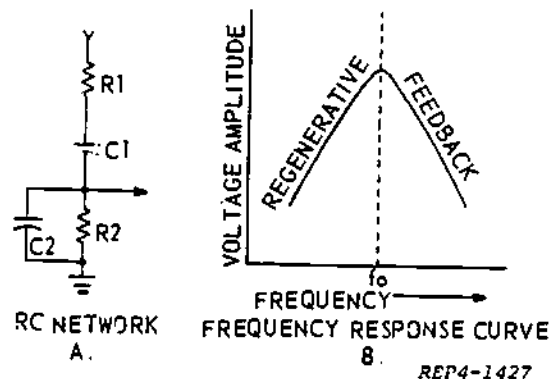 R1
C1
C2
R2
RC NETWORK
A.
VOLTAGE AMPLITUDE
REGENERATIVE
FEEDBACK
fo
FREQUENCY
FREQUENCY RESPONSE CURVE
B.
REP4-1427